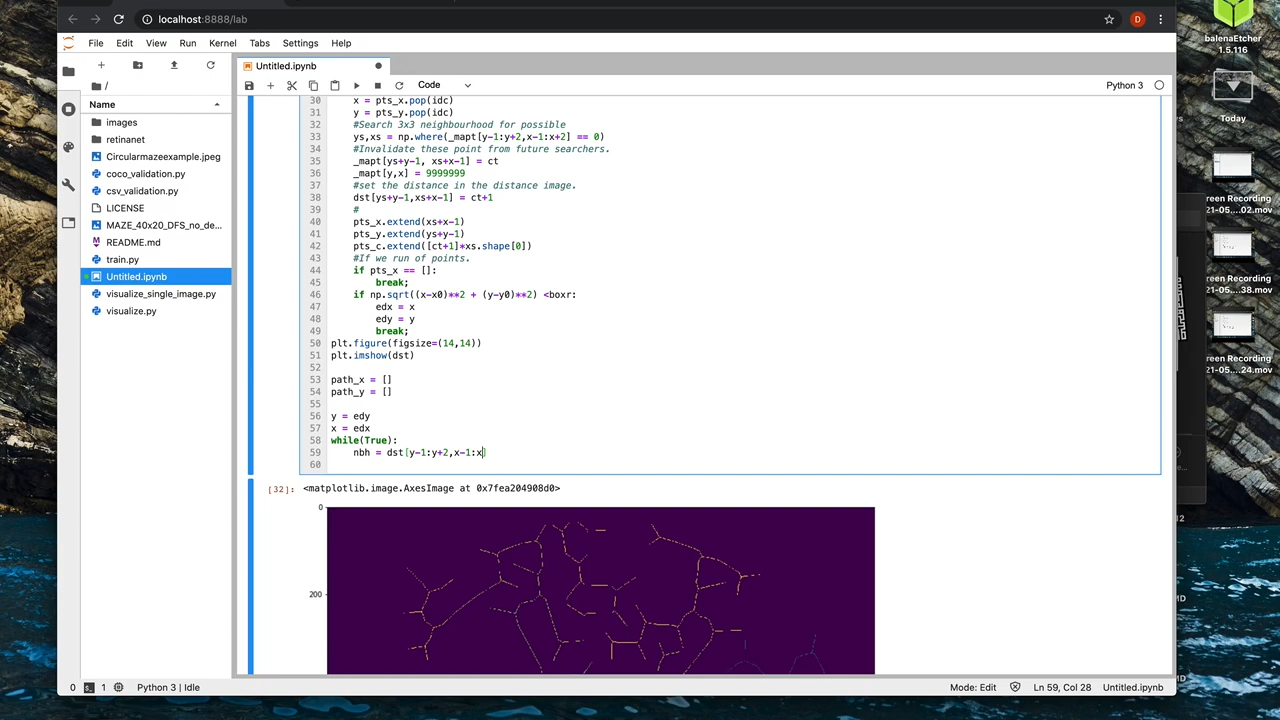 localhost:8888/lab
D
File Edit View Run Kernel Tabs Settings Help
Untitled.ipynb
Code
Python 3
/
Name
images
retinanet
Circularmazeexample.jpeg
coco_validation.py
csv_validation.py
LICENSE
MAZE_40x20_DFS_no_de...
README.md
train.py
Untitled.ipynb
visualize_single_image.py
visualize.py
30 x = pts_x.pop(idc)
31 y = pts_y.pop(idc)
32 #Search 3x3 neighbourhood for possible
33 ys,xs = np.where(_mapt[y-1:y+2,x-1:x+2] == 0)
34 #Invalidate these point from future searchers.
35 _mapt[ys+y-1, xs+x-1] = ct
36 _mapt[y,x] = 9999999
37 #set the distance in the distance image.
38 dst[ys+y-1,xs+x-1] = ct+1
39 #
40 pts_x.extend(xs+x-1)
41 pts_y.extend(ys+y-1)
42 pts_c.extend([ct+1]*xs.shape[0])
43 #If we run of points.
44 if pts_x == []:
45 break;
46 if np.sqrt((x-x0)**2 + (y-y0)**2) <boxr:
47 edx = x
48 edy = y
49 break;
50 plt.figure(figsize=(14,14))
51 plt.imshow(dst)
52
53 path_x = []
54 path_y = []
55
56 y = edy
57 x = edx
58 while(True):
59 nbh = dst[y-1:y+2,x-1:x]
60
[32]: <matplotlib.image.AxesImage at 0x7fea204908d0>
0
200
0 1 Python 3 | Idle
Mode: Edit Ln 59, Col 28 Untitled.ipynb
balenaEtcher
1.5.116
Today
reen Recording
21-05....02.mov
reen Recording
21-05....38.mov
reen Recording
21-05....24.mov